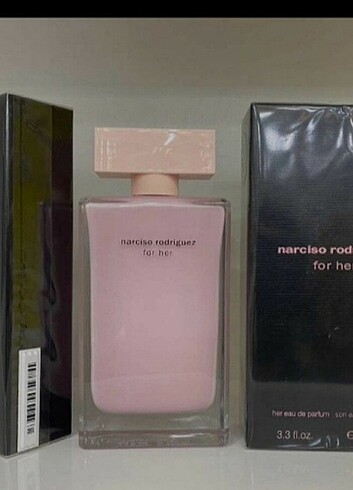 narciso rodriguez
for her
narciso rod
for he
her eau de parfum
3.3 fl.oz.